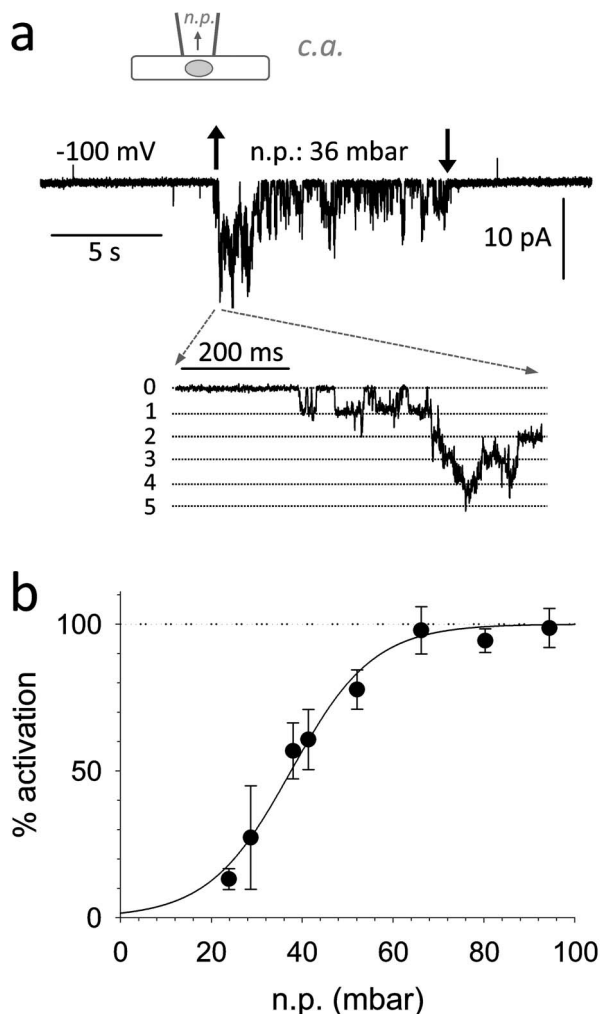 a
n.p.
c.a.
-100 mV
n.p.: 36 mbar
5 s
10 pA
200 ms
0
1
2
3
4
5
b
100
50
0
% activation
0 20 40 60 80 100
n.p. (mbar)